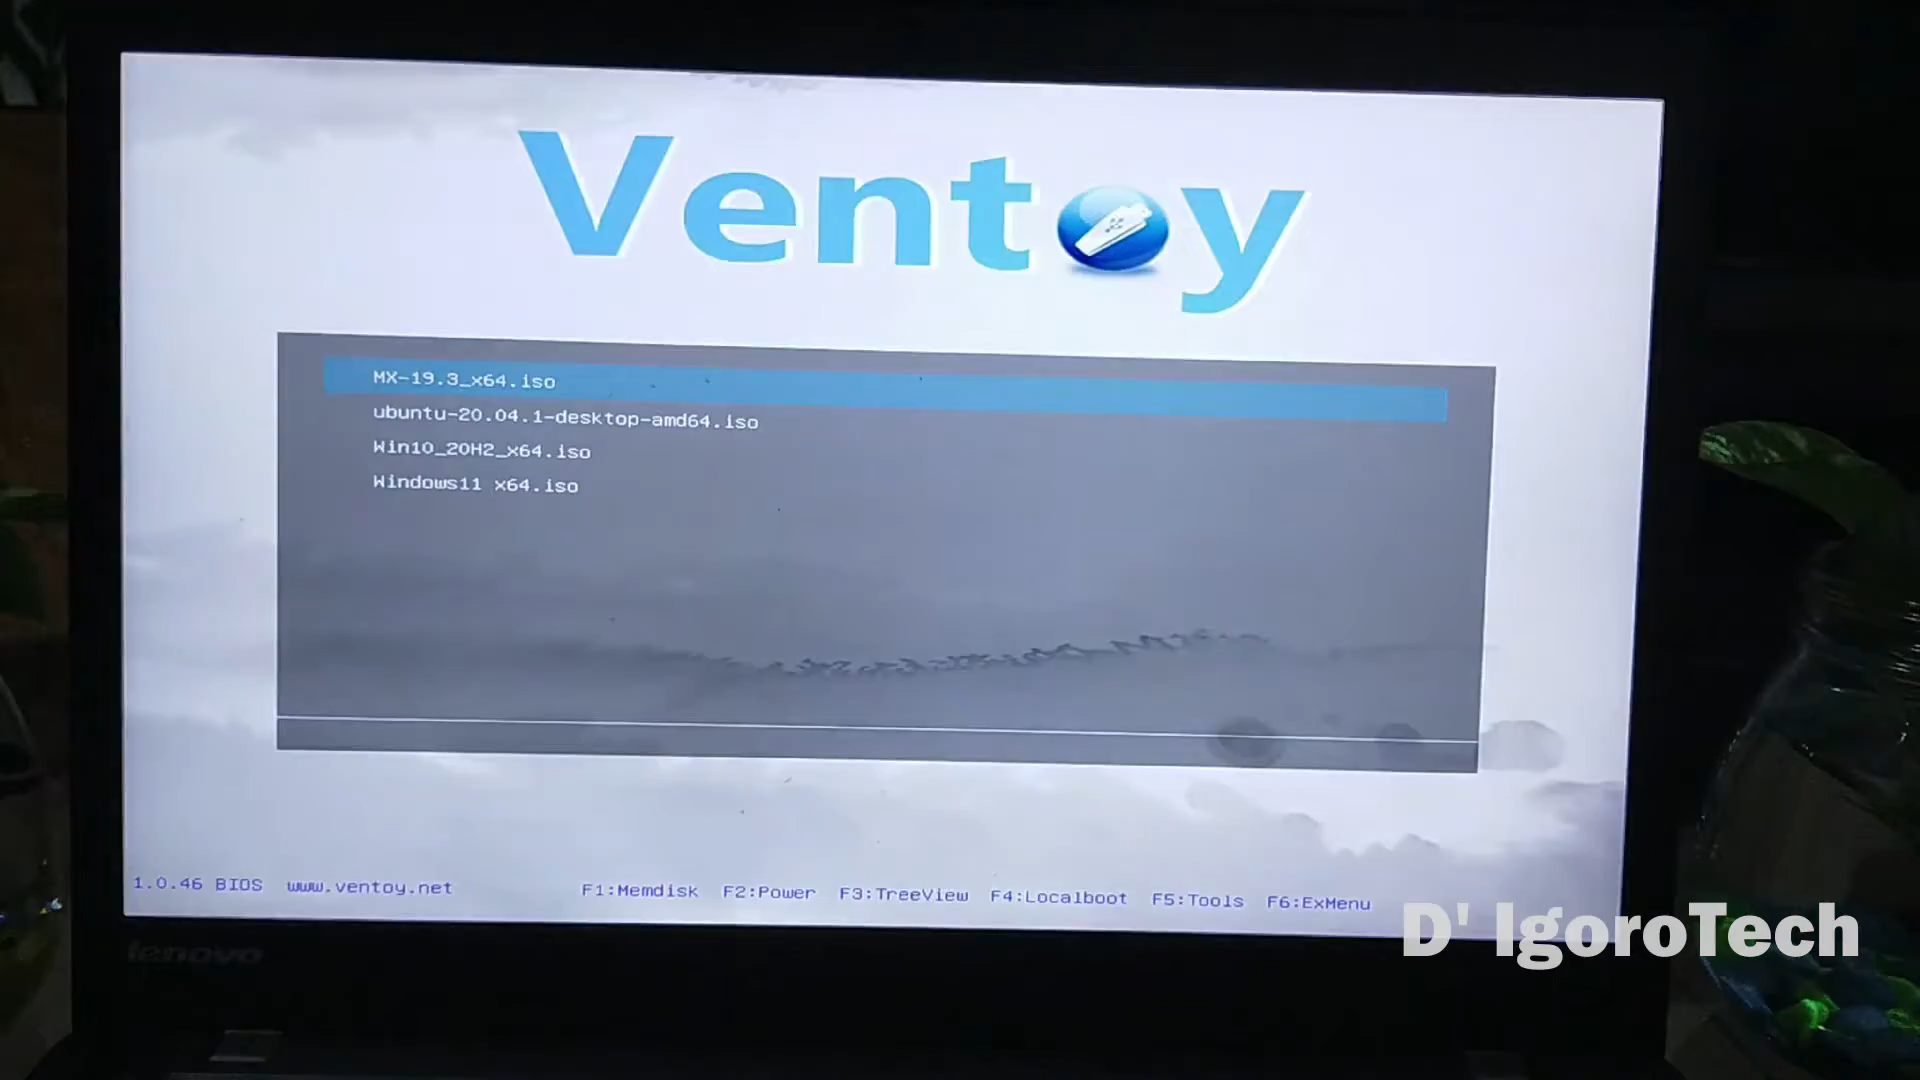 Ventoy
MX-19.3_x64.iso
ubuntu-20.04.1-desktop-amd64.iso
Win10_20H2_x64.iso
Windows11 x64.iso
1.0.46 BIOS www.ventoy.net F1:Memdisk F2:Power F3:TreeView F4:Localboot F5:Tools F6:ExMenu
D' IgoroTech
lenovo